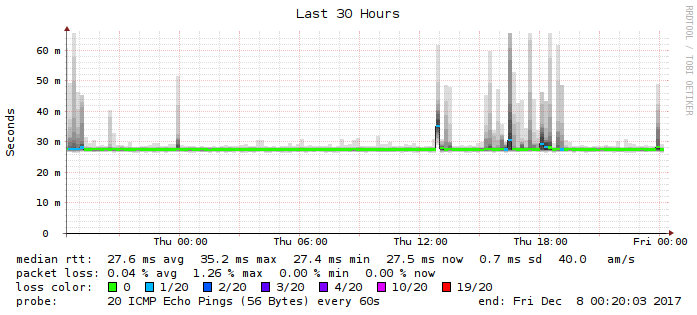 Last 30 Hours
RRDTOOL / TOBI OETIKER
Seconds
60 m
50 m
40 m
30 m
20 m
10 m
0
Thu 00:00 Thu 06:00 Thu 12:00 Thu 18:00 Fri 00:00
median rtt: 27.6 ms avg 35.2 ms max 27.4 ms min 27.5 ms now 0.7 ms sd 40.0 am/s
packet loss: 0.04 % avg 1.26 % max 0.00 % min 0.00 % now
loss color: 0 1/20 2/20 3/20 4/20 10/20 19/20
probe: 20 ICMP Echo Pings (56 Bytes) every 60s end: Fri Dec 8 00:20:03 2017